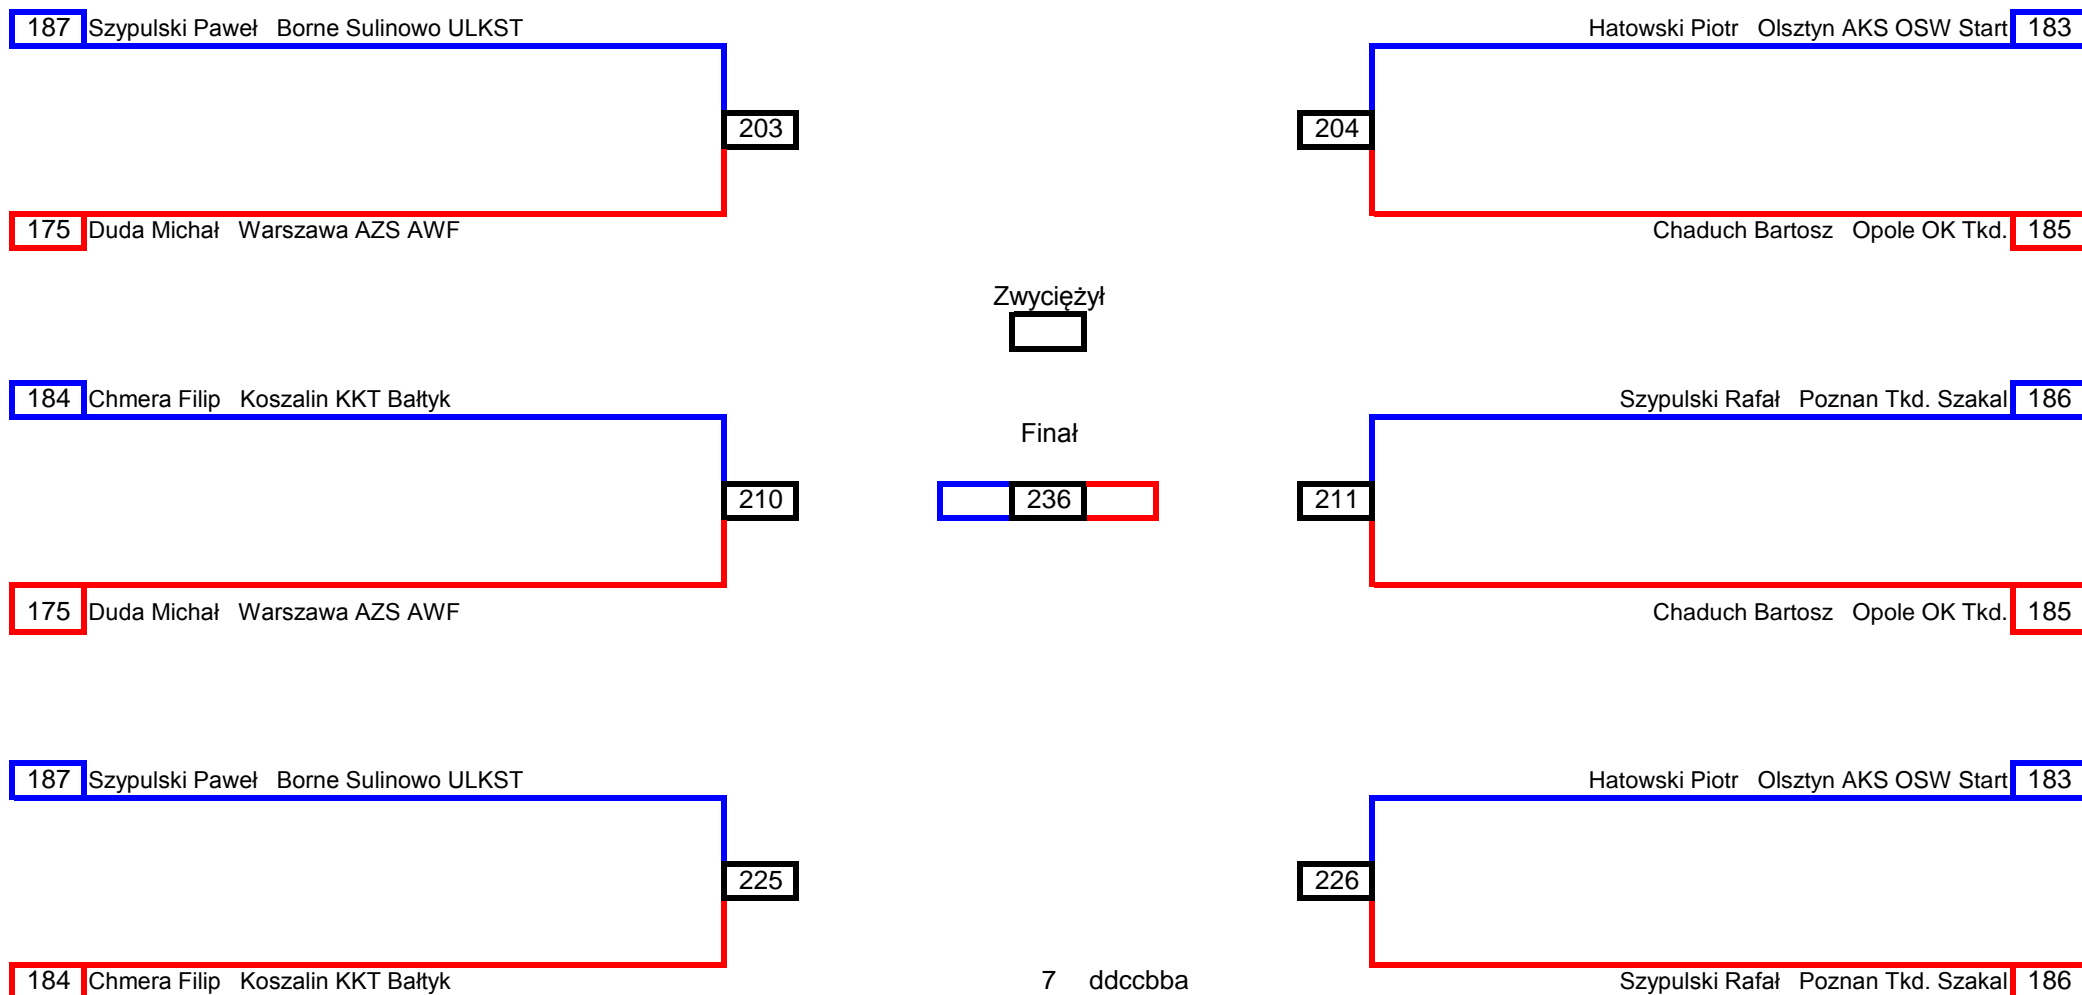 187 Szypulski Paweł Borne Sulinowo ULKST Hatowski Piotr Olsztyn AKS OSW Start 183
203 204
175 Duda Michał Warszawa AZS AWF Chaduch Bartosz Opole OK Tkd. 185
Zwyciężył
184 Chmera Filip Koszalin KKT Bałtyk Szypulski Rafał Poznan Tkd. Szakal 186
Finał
210 236 211
175 Duda Michał Warszawa AZS AWF Chaduch Bartosz Opole OK Tkd. 185
187 Szypulski Paweł Borne Sulinowo ULKST Hatowski Piotr Olsztyn AKS OSW Start 183
225 226
184 Chmera Filip Koszalin KKT Bałtyk 7 ddccbba Szypulski Rafał Poznan Tkd. Szakal 186